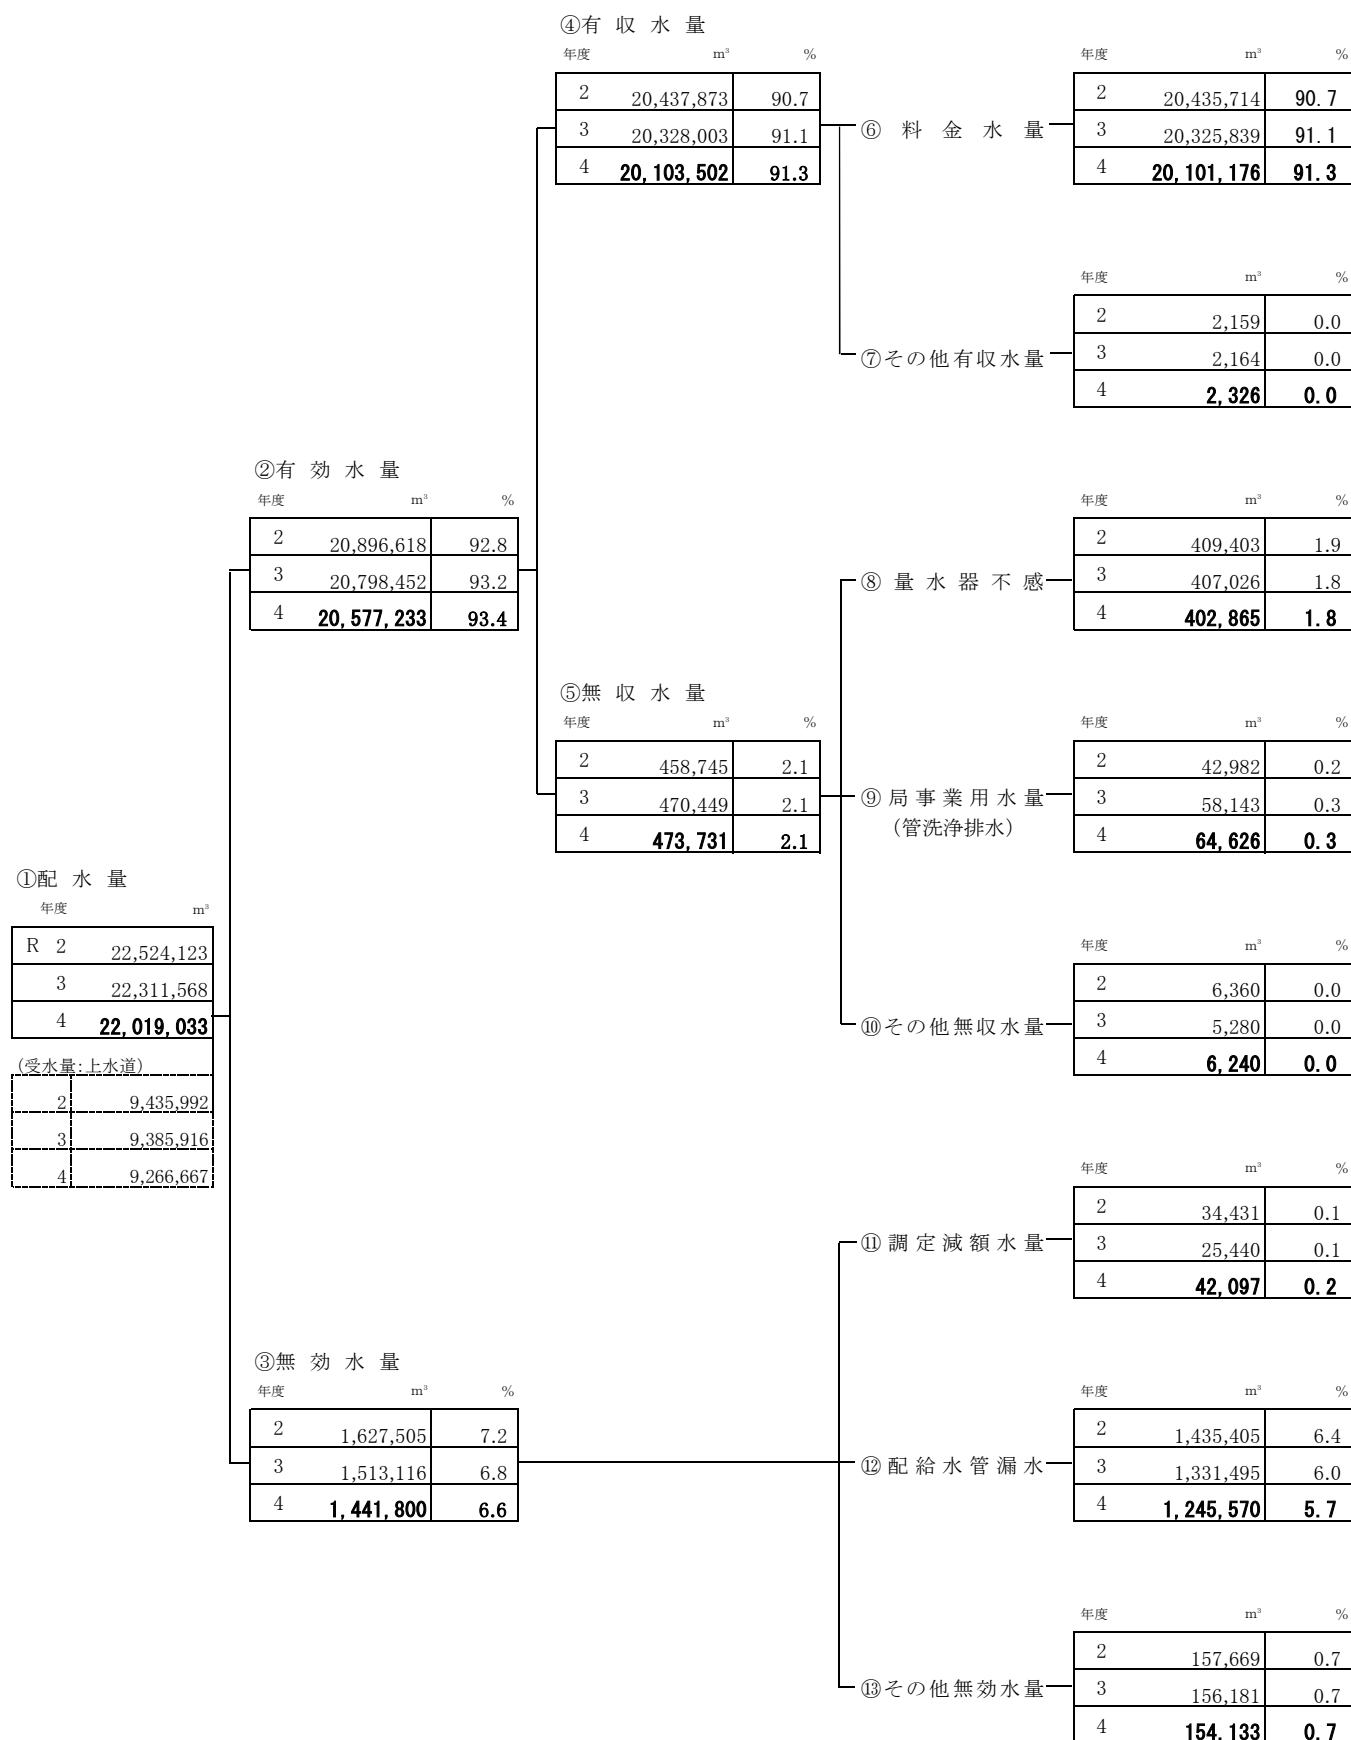 ④有収水量
年度 m³ %
2 20,437,873 90.7
3 20,328,003 91.1
4 20,103,502 91.3
⑥料金水量
年度 m³ %
2 20,435,714 90.7
3 20,325,839 91.1
4 20,101,176 91.3
⑦その他有収水量
年度 m³ %
2 2,159 0.0
3 2,164 0.0
4 2,326 0.0
②有効水量
年度 m³ %
2 20,896,618 92.8
3 20,798,452 93.2
4 20,577,233 93.4
⑧量水器不感
年度 m³ %
2 409,403 1.9
3 407,026 1.8
4 402,865 1.8
⑤無収水量
年度 m³ %
2 458,745 2.1
3 470,449 2.1
4 473,731 2.1
⑨局事業用水量
(管洗浄排水)
年度 m³ %
2 42,982 0.2
3 58,143 0.3
4 64,626 0.3
①配水量
年度 m³
R 2 22,524,123
3 22,311,568
4 22,019,033
(受水量:上水道)
2 9,435,992
3 9,385,916
4 9,266,667
⑩その他無収水量
年度 m³ %
2 6,360 0.0
3 5,280 0.0
4 6,240 0.0
⑪調定減額水量
年度 m³ %
2 34,431 0.1
3 25,440 0.1
4 42,097 0.2
③無効水量
年度 m³ %
2 1,627,505 7.2
3 1,513,116 6.8
4 1,441,800 6.6
⑫配給水管漏水
年度 m³ %
2 1,435,405 6.4
3 1,331,495 6.0
4 1,245,570 5.7
⑬その他無効水量
年度 m³ %
2 157,669 0.7
3 156,181 0.7
4 154,133 0.7